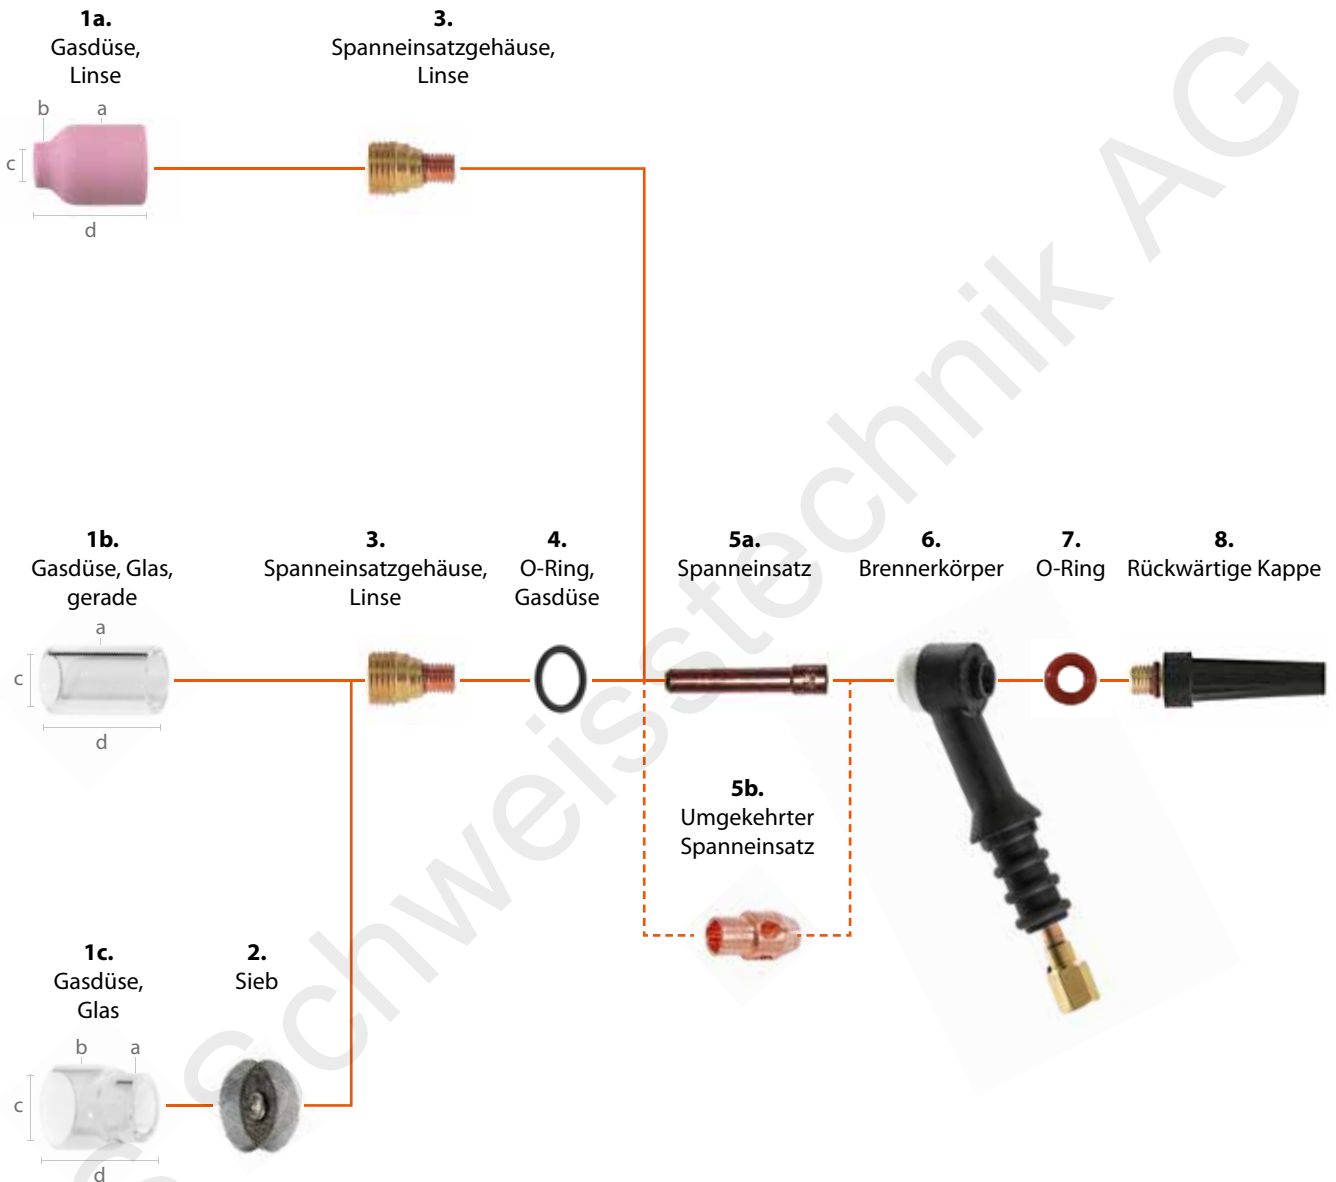 1a.
Gasdüse,
Linse
b
a
c
d
3.
Spanneinsatzgehäuse,
Linse
1b.
Gasdüse, Glas,
gerade
a
c
d
3.
Spanneinsatzgehäuse,
Linse
4.
O-Ring,
Gasdüse
5a.
Spanneinsatz
6.
Brennerkörper
7.
O-Ring
8.
Rückwärtige Kappe
5b.
Umgekehrter
Spanneinsatz
1c.
Gasdüse,
Glas
b
a
c
d
2.
Sieb
Schweisstechnik AG